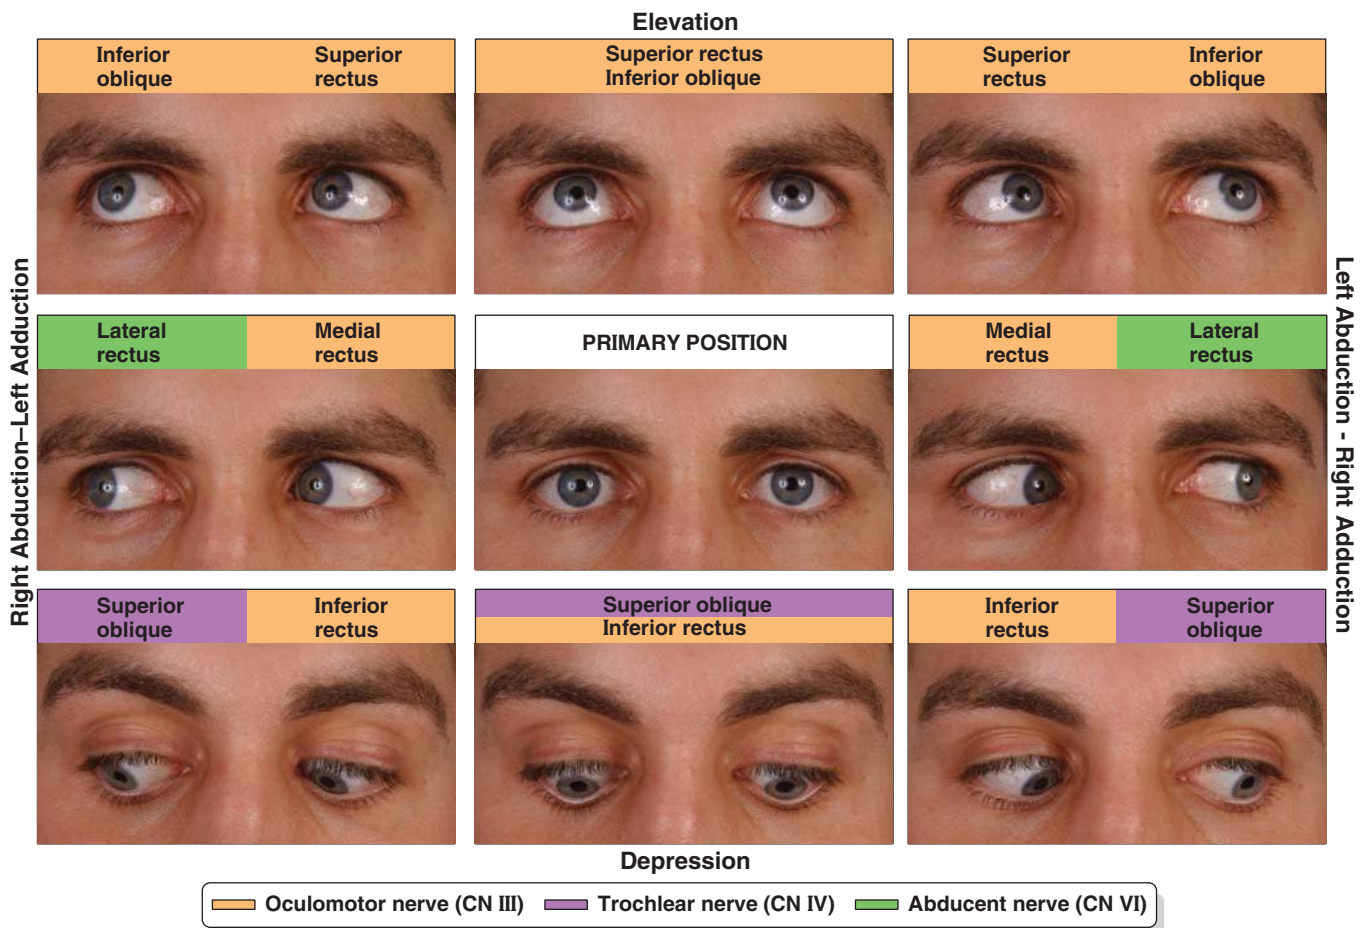 Elevation
Inferior oblique
Superior rectus
Superior rectus
Inferior oblique
Superior rectus
Inferior oblique
Right Abduction–Left Adduction
Left Abduction - Right Adduction
Lateral rectus
Medial rectus
PRIMARY POSITION
Medial rectus
Lateral rectus
Superior oblique
Inferior rectus
Superior oblique
Inferior rectus
Inferior rectus
Superior oblique
Depression
Oculomotor nerve (CN III) Trochlear nerve (CN IV) Abducent nerve (CN VI)